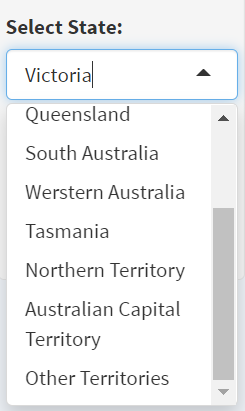 Select State:
Victoria
Queensland
South Australia
Werstern Australia
Tasmania
Northern Territory
Australian Capital
Territory
Other Territories